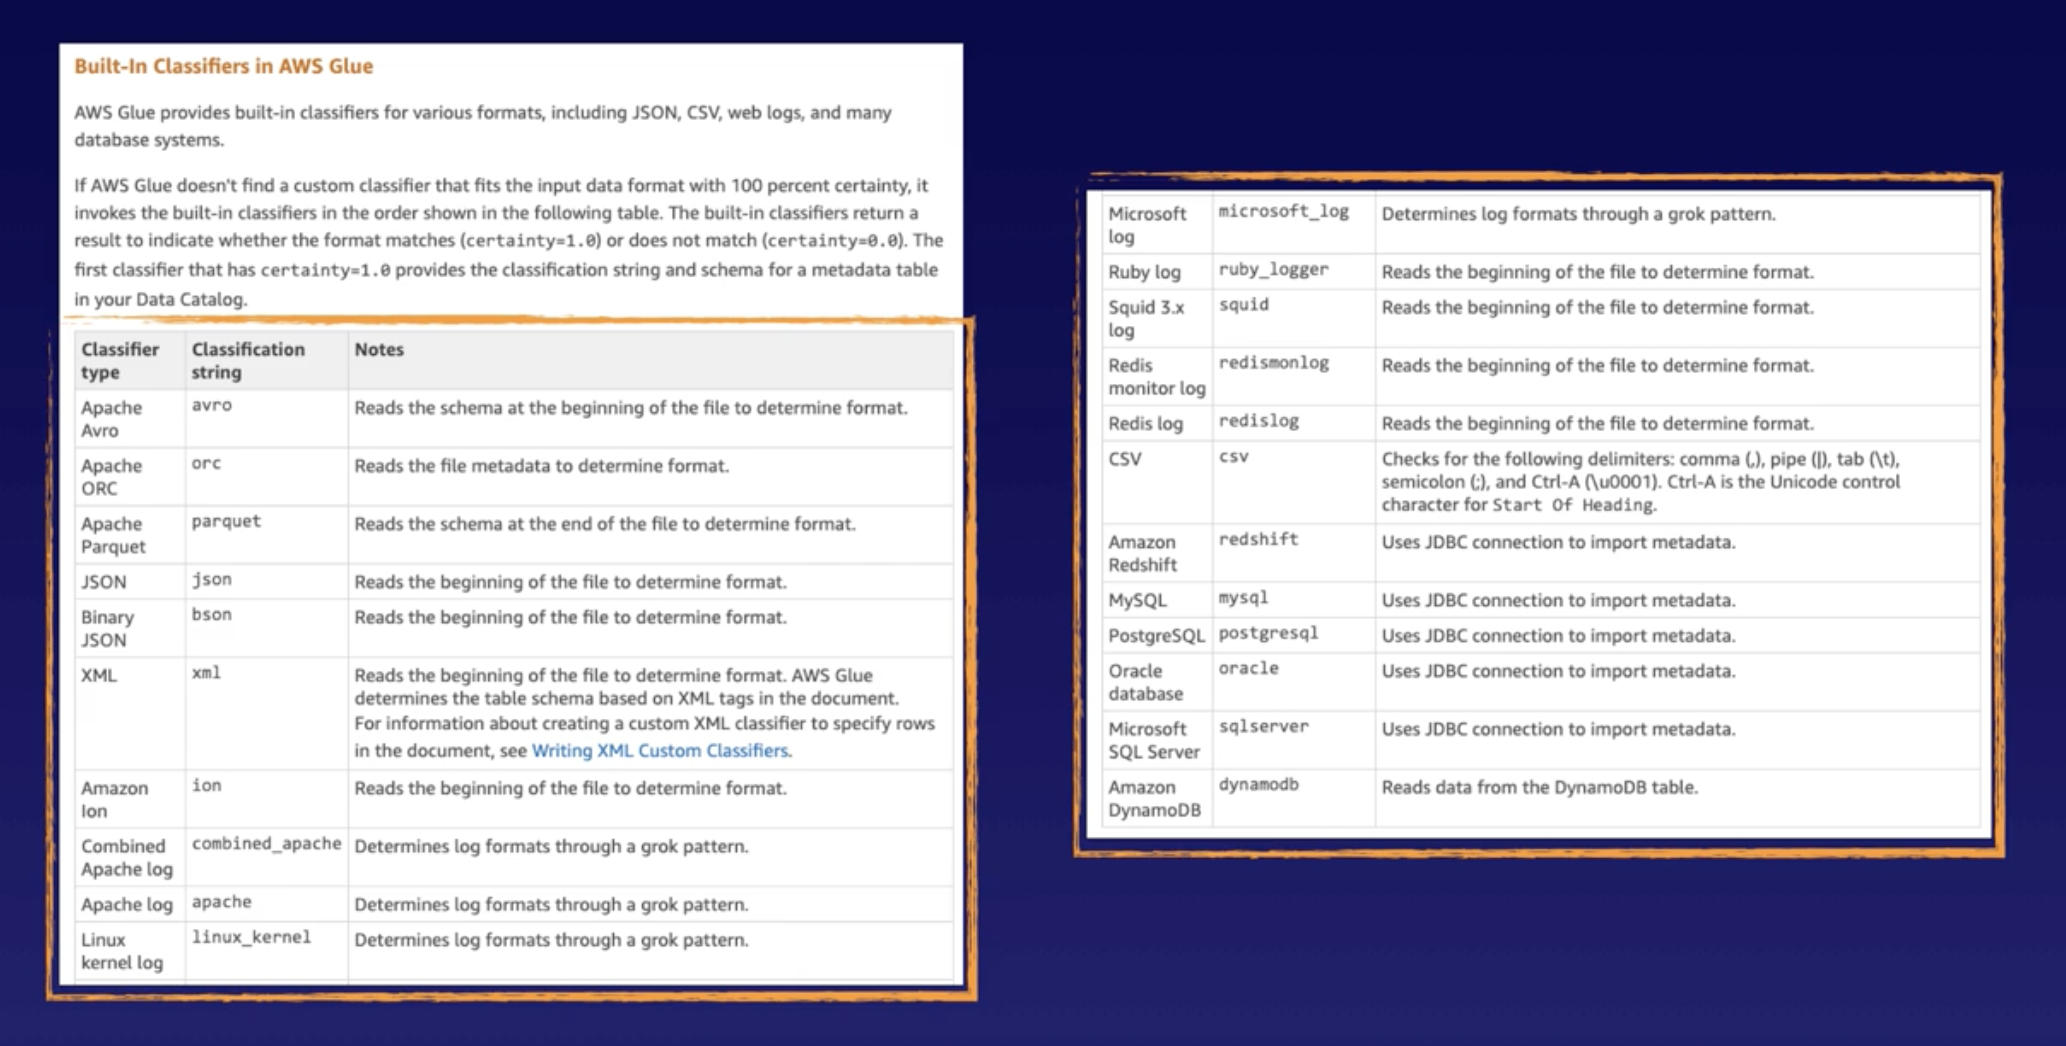 Built-In Classifiers in AWS Glue
AWS Glue provides built-in classifiers for various formats, including JSON, CSV, web logs, and many
database systems.
If AWS Glue doesn't find a custom classifier that fits the input data format with 100 percent certainty, it
invokes the built-in classifiers in the order shown in the following table. The built-in classifiers return a
result to indicate whether the format matches (certainty=1.0) or does not match (certainty=0.0). The
first classifier that has certainty=1.0 provides the classification string and schema for a metadata table
in your Data Catalog.
Classifier type Classification string Notes
Apache Avro avro Reads the schema at the beginning of the file to determine format.
Apache ORC orc Reads the file metadata to determine format.
Apache Parquet parquet Reads the schema at the end of the file to determine format.
JSON json Reads the beginning of the file to determine format.
Binary JSON bson Reads the beginning of the file to determine format.
XML xml Reads the beginning of the file to determine format. AWS Glue
determines the table schema based on XML tags in the document.
For information about creating a custom XML classifier to specify rows
in the document, see Writing XML Custom Classifiers.
Amazon Ion ion Reads the beginning of the file to determine format.
Combined Apache log combined_apache Determines log formats through a grok pattern.
Apache log apache Determines log formats through a grok pattern.
Linux kernel log linux_kernel Determines log formats through a grok pattern.
Microsoft log microsoft_log Determines log formats through a grok pattern.
Ruby log ruby_logger Reads the beginning of the file to determine format.
Squid 3.x log squid Reads the beginning of the file to determine format.
Redis monitor log redismonlog Reads the beginning of the file to determine format.
Redis log redislog Reads the beginning of the file to determine format.
CSV csv Checks for the following delimiters: comma (,), pipe (|), tab (\t),
semicolon (;), and Ctrl-A (\u0001). Ctrl-A is the Unicode control
character for Start Of Heading.
Amazon Redshift redshift Uses JDBC connection to import metadata.
MySQL mysql Uses JDBC connection to import metadata.
PostgreSQL postgresql Uses JDBC connection to import metadata.
Oracle database oracle Uses JDBC connection to import metadata.
Microsoft SQL Server sqlserver Uses JDBC connection to import metadata.
Amazon DynamoDB dynamodb Reads data from the DynamoDB table.